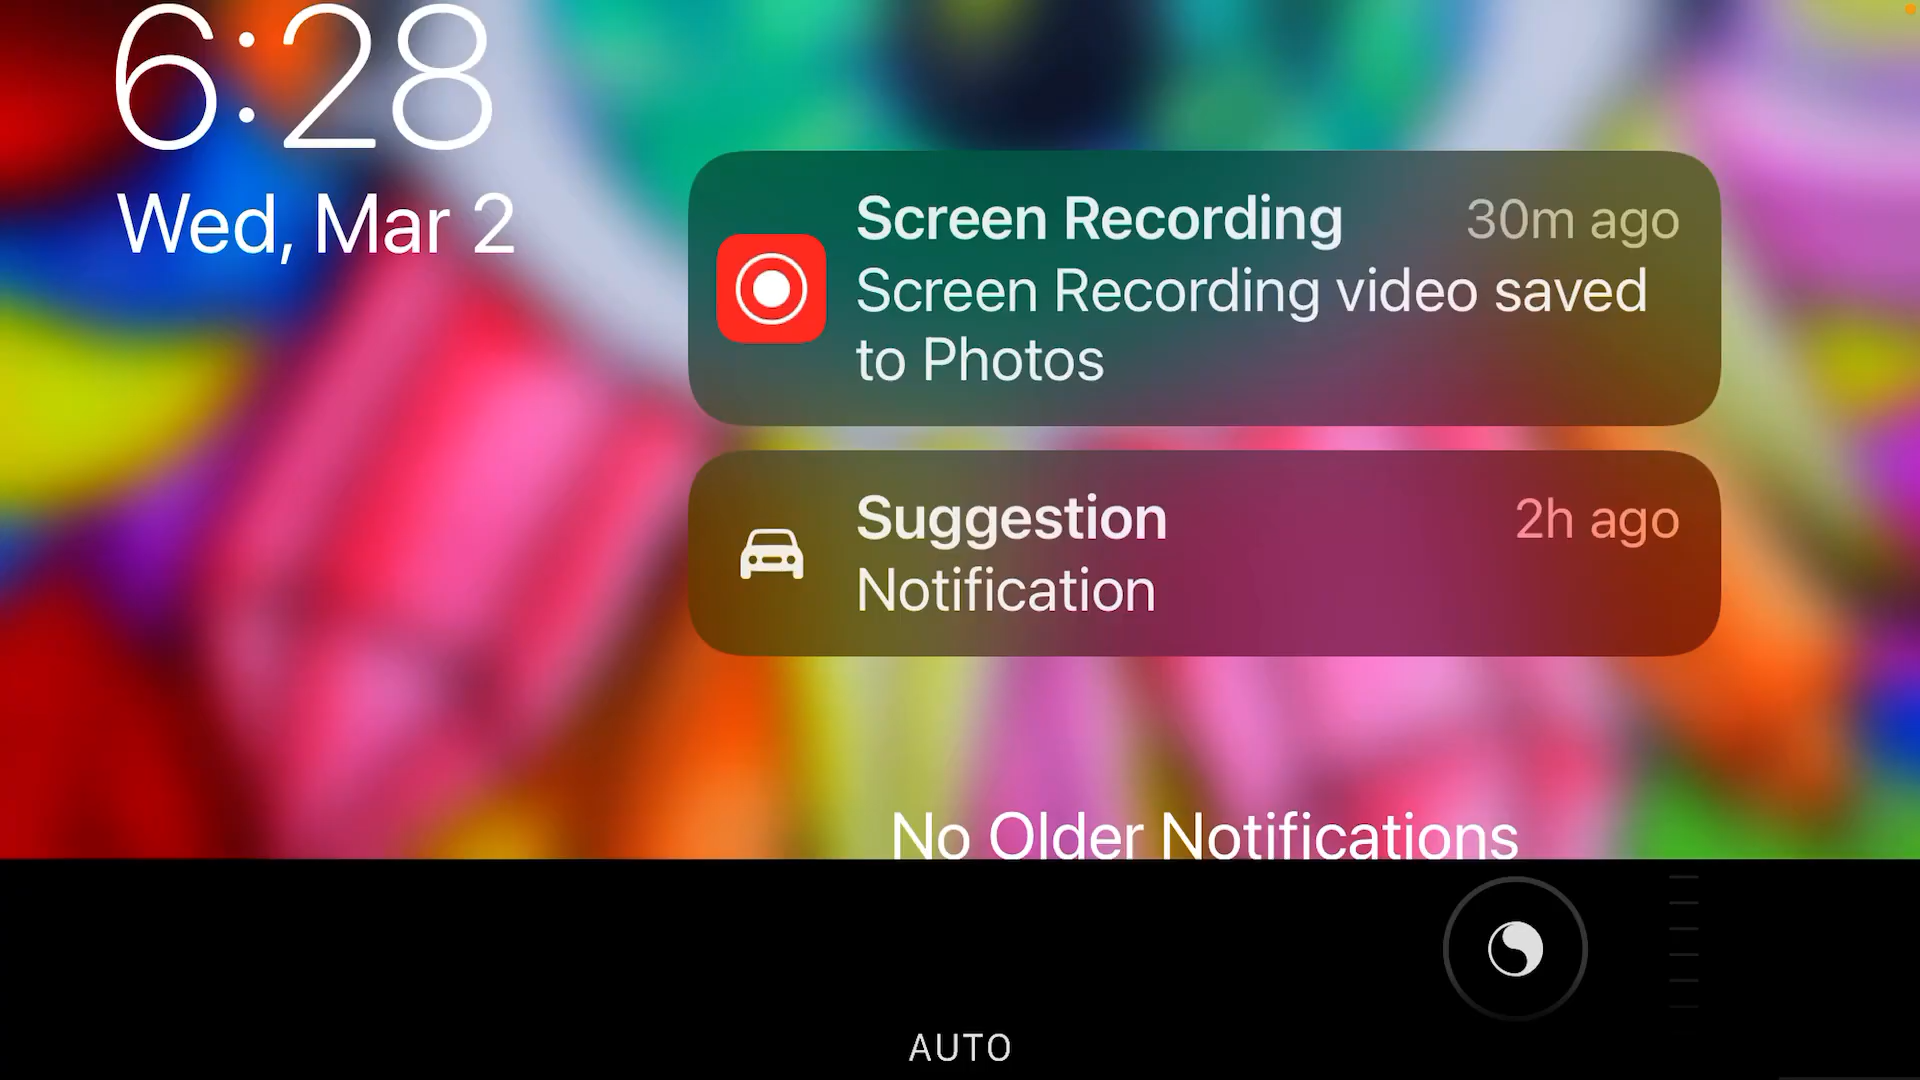 6:28
Wed, Mar 2
Screen Recording
30m ago
Screen Recording video saved
to Photos
Suggestion
2h ago
Notification
No Older Notifications
AUTO